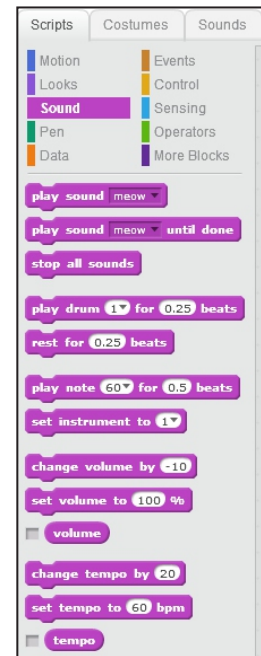 Scripts Costumes Sounds
Motion Events
Looks Control
Sound Sensing
Pen Operators
Data More Blocks
play sound meow
play sound meow until done
stop all sounds
play drum 1 for 0.25 beats
rest for 0.25 beats
play note 60 for 0.5 beats
set instrument to 1
change volume by -10
set volume to 100 %
volume
change tempo by 20
set tempo to 60 bpm
tempo